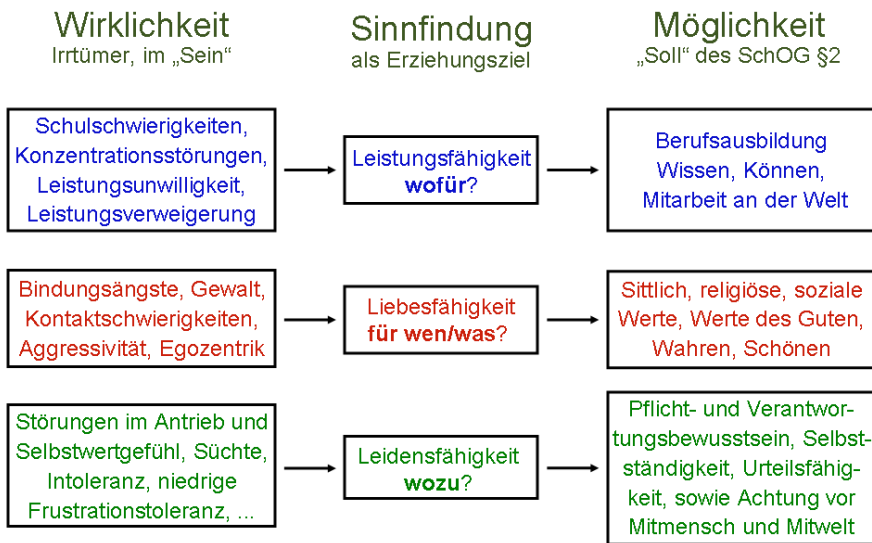 Wirklichkeit
Irrtümer, im „Sein“
Sinnfindung
als Erziehungsziel
Möglichkeit
„Soll“ des SchOG §2
Schulschwierigkeiten,
Konzentrationsstörungen,
Leistungsunwilligkeit,
Leistungsverweigerung
Leistungsfähigkeit
wofür?
Berufsausbildung
Wissen, Können,
Mitarbeit an der Welt
Bindungsängste, Gewalt,
Kontaktschwierigkeiten,
Aggressivität, Egozentrik
Liebesfähigkeit
für wen/was?
Sittlich, religiöse, soziale
Werte, Werte des Guten,
Wahren, Schönen
Störungen im Antrieb und
Selbstwertgefühl, Süchte,
Intoleranz, niedrige
Frustrationstoleranz, ...
Leidensfähigkeit
wozu?
Pflicht- und Verantwor-
tungsbewusstsein, Selbst-
ständigkeit, Urteilsfähig-
keit, sowie Achtung vor
Mitmensch und Mitwelt